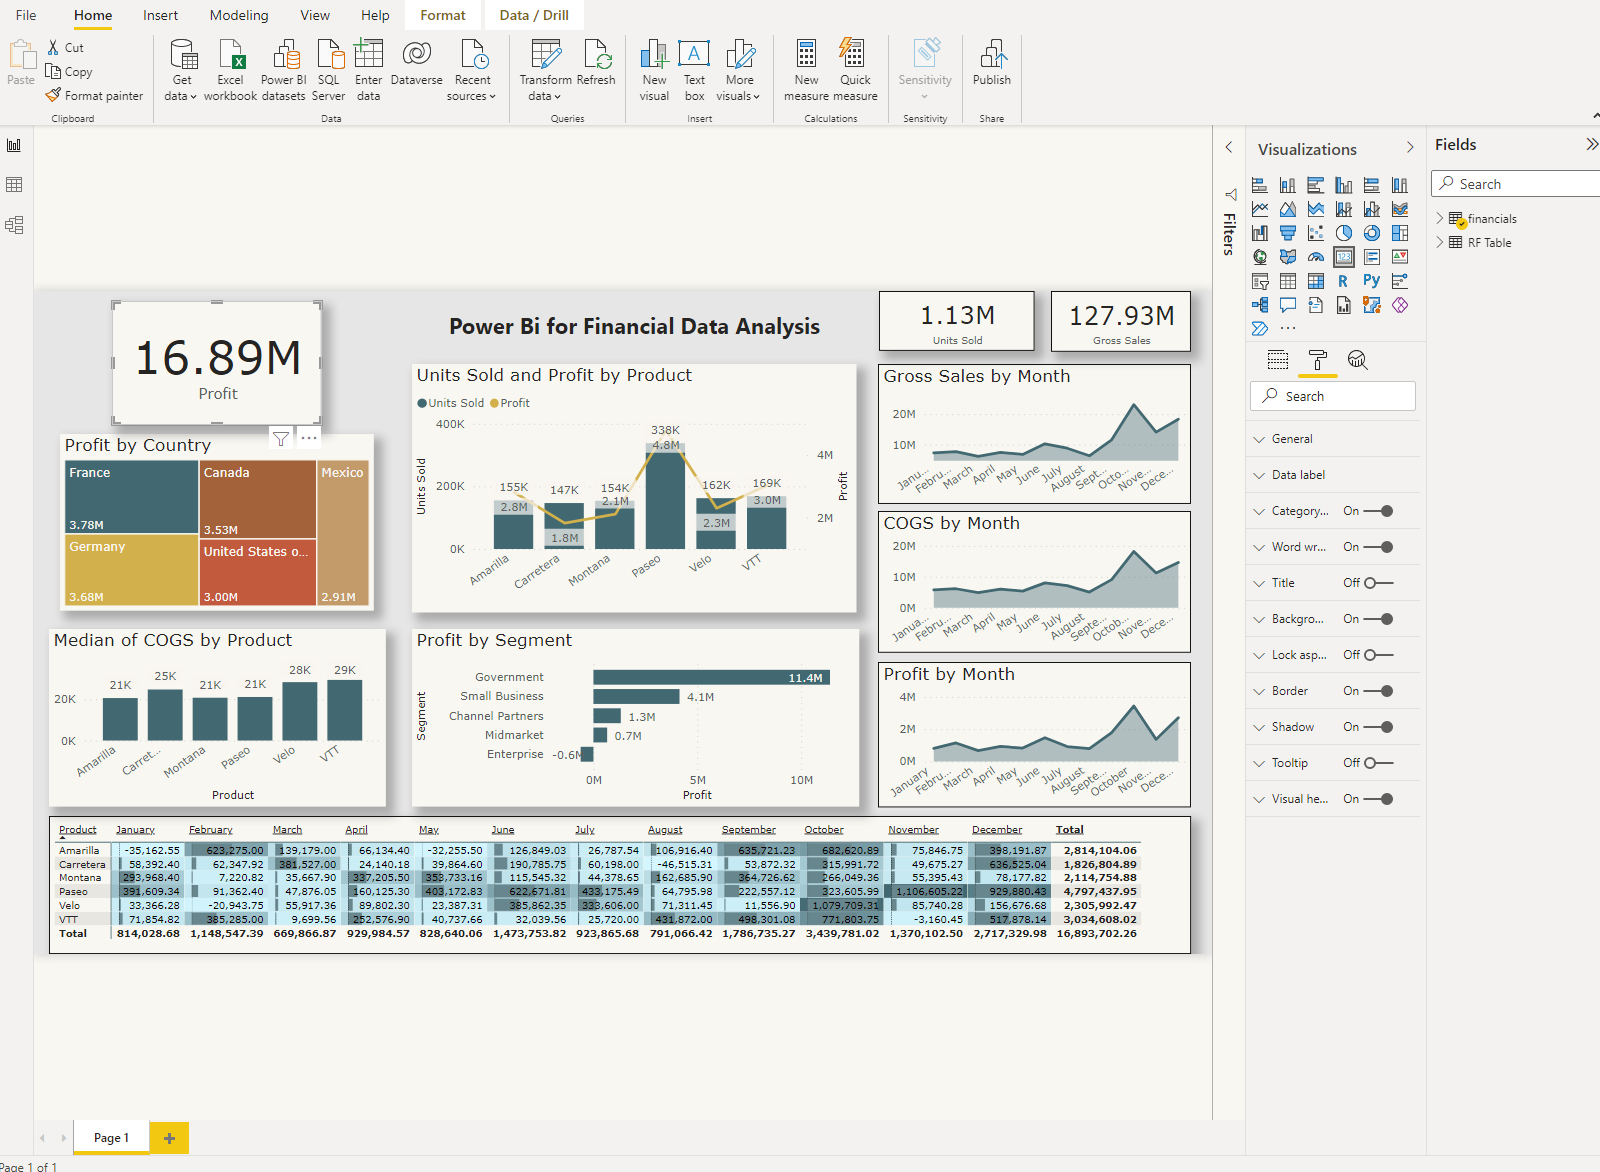 File Home Insert Modeling View Help Format Data / Drill
Paste
Cut
Copy
Format painter
Clipboard
Get data
Excel workbook
Power BI datasets
SQL Server
Enter data
Dataverse
Recent sources
Data
Transform data
Refresh
Queries
New visual
Text box
More visuals
Insert
New measure
Quick measure
Calculations
Sensitivity
Sensitivity
Publish
Share
16.89M
Profit
Power Bi for Financial Data Analysis
1.13M
Units Sold
127.93M
Gross Sales
Profit by Country
France
3.78M
Germany
3.68M
Canada
3.53M
United States o...
3.00M
Mexico
2.91M
Units Sold and Profit by Product
Units Sold Profit
Units Sold
400K
200K
0K
155K 147K 154K 338K 162K 169K
2.8M 1.8M 2.1M 4.8M 2.3M 3.0M
4M
2M
Profit
Amarilla Carretera Montana Paseo Velo VTT
Gross Sales by Month
20M
10M
Janu... Febru... March April May June July August Sept... Octo... Nove... Dece...
COGS by Month
20M
10M
0M
Janua... Febru... March April May June July August Septe... Octob... Nove... Dece...
Median of COGS by Product
20K
0K
21K 25K 21K 21K 28K 29K
Amarilla Carret... Montana Paseo Velo VTT
Product
Profit by Segment
Segment
Government 11.4M
Small Business 4.1M
Channel Partners 1.3M
Midmarket 0.7M
Enterprise -0.6M
0M 5M 10M
Profit
Profit by Month
4M
2M
0M
January Febru... March April May June July August Septe... October Nove... Dece...
Product January February March April May June July August September October November December Total
Amarilla -35,162.55 623,275.00 139,179.00 66,134.40 -32,255.50 126,849.03 26,787.54 106,916.40 635,721.23 682,620.89 75,846.75 398,191.87 2,814,104.06
Carretera 58,392.40 62,347.92 381,527.00 24,140.18 39,864.60 190,785.75 60,198.00 -46,515.31 53,872.32 315,991.72 49,675.27 636,525.04 1,826,804.89
Montana 293,968.40 7,220.82 35,667.90 337,205.50 353,733.16 115,545.32 44,378.65 162,685.90 364,726.62 266,049.36 55,395.43 78,177.82 2,114,754.88
Paseo 391,609.34 91,362.40 47,876.05 160,125.30 403,172.83 622,671.81 433,175.49 64,795.98 222,557.12 323,605.99 1,106,605.22 929,880.43 4,797,437.95
Velo 33,366.28 -20,943.75 55,917.36 89,802.30 23,387.31 385,862.35 333,606.00 71,311.45 11,556.90 1,079,709.31 85,740.28 156,676.68 2,305,992.47
VTT 71,854.82 385,285.00 9,699.56 252,576.90 40,737.66 32,039.56 25,720.00 431,872.00 498,301.08 771,803.75 -3,160.45 517,878.14 3,034,608.02
Total 814,028.68 1,148,547.39 669,866.87 929,984.57 828,640.06 1,473,753.82 923,865.68 791,066.42 1,786,735.27 3,439,781.02 1,370,102.50 2,717,329.98 16,893,702.26
Filters
Visualizations
123
R Py
Search
General
Data label
Category... On
Word wr... On
Title Off
Backgro... On
Lock asp... Off
Border On
Shadow On
Tooltip Off
Visual he... On
Fields
Search
financials
RF Table
Page 1
Page 1 of 1